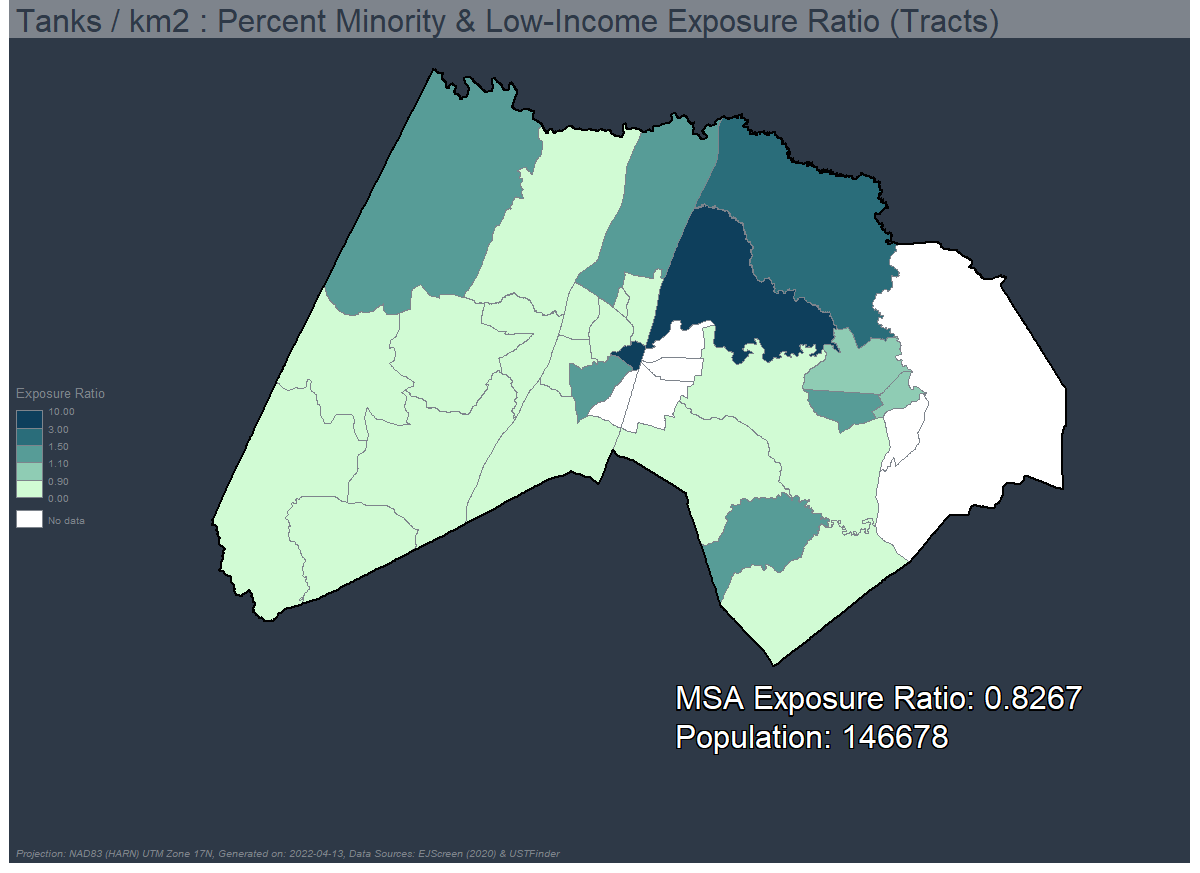 Tanks / km2 : Percent Minority & Low-Income Exposure Ratio (Tracts)
Exposure Ratio
10.00
3.00
1.50
1.10
0.90
0.00
No data
MSA Exposure Ratio: 0.8267
Population: 146678
Projection: NAD83 (HARN) UTM Zone 17N, Generated on: 2022-04-13, Data Sources: EJScreen (2020) & USTFinder